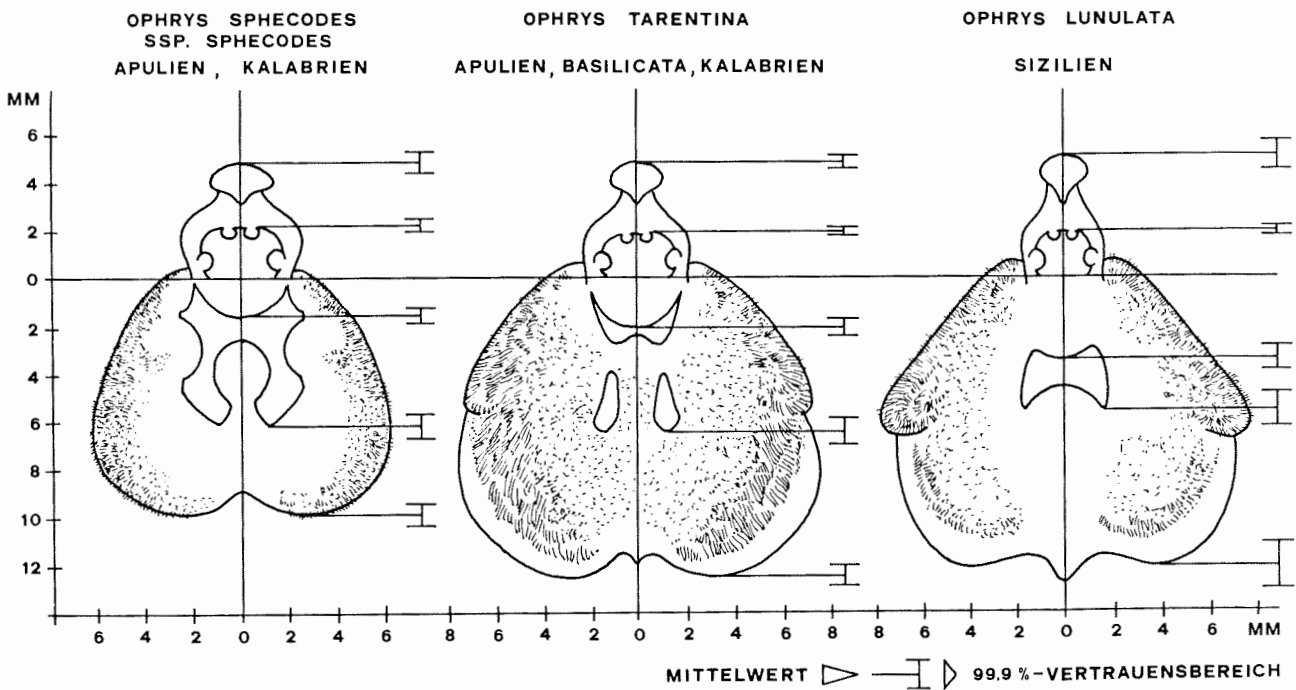 OPHRYS SPHECODES
SSP. SPHECODES
APULIEN, KALABRIEN
OPHRYS TARENTINA
APULIEN, BASILICATA, KALABRIEN
OPHRYS LUNULATA
SIZILIEN
MM
6
4
2
0
2
4
6
8
10
12
6 4 2 0 2 4 6
8 6 4 2 0 2 4 6 8
8 6 4 2 0 2 4 6 MM
MITTELWERT 99.9 %-VERTRAUENSBEREICH